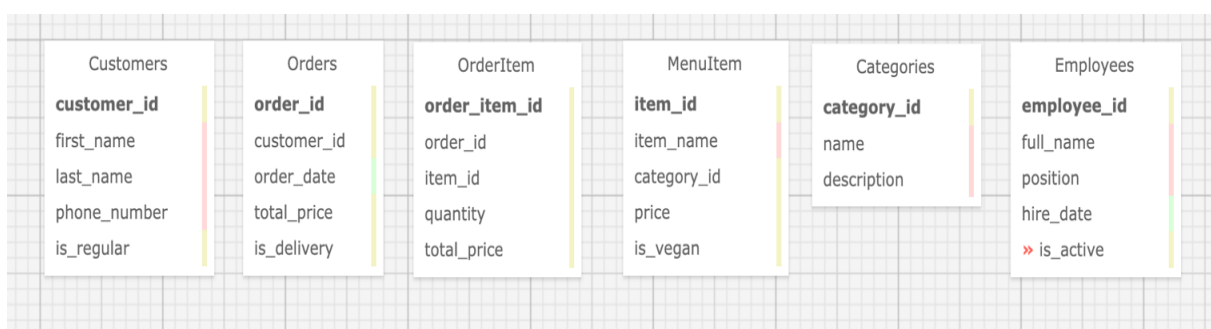 Customers
customer_id
first_name
last_name
phone_number
is_regular
Orders
order_id
customer_id
order_date
total_price
is_delivery
OrderItem
order_item_id
order_id
item_id
quantity
total_price
MenuItem
item_id
item_name
category_id
price
is_vegan
Categories
category_id
name
description
Employees
employee_id
full_name
position
hire_date
» is_active